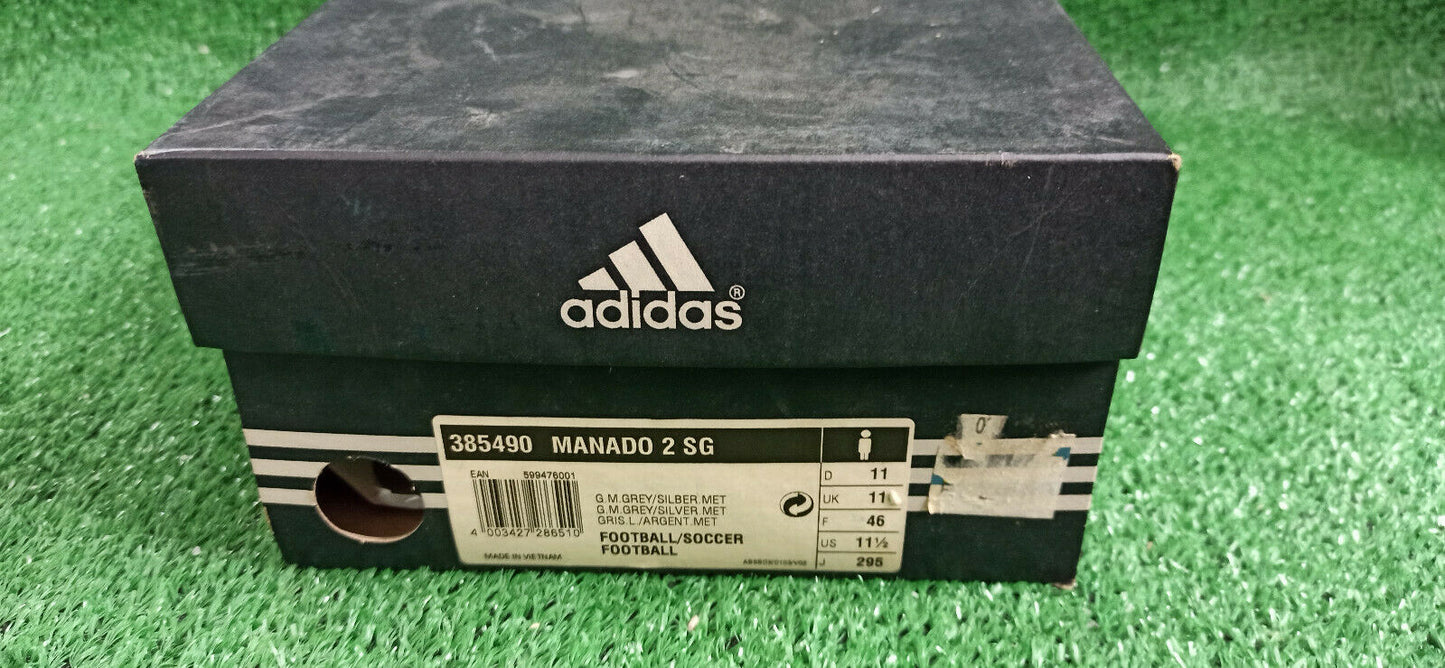 adidas®
385490 MANADO 2 SG
EAN 599476001
4 003427 286510
MADE IN VIETNAM
G.M.GREY/SILBER.MET
G.M.GREY/SILVER.MET
GRIS.L./ARGENT.MET
FOOTBALL/SOCCER
FOOTBALL
D 11
UK 11
F 46
US 11½
J 295